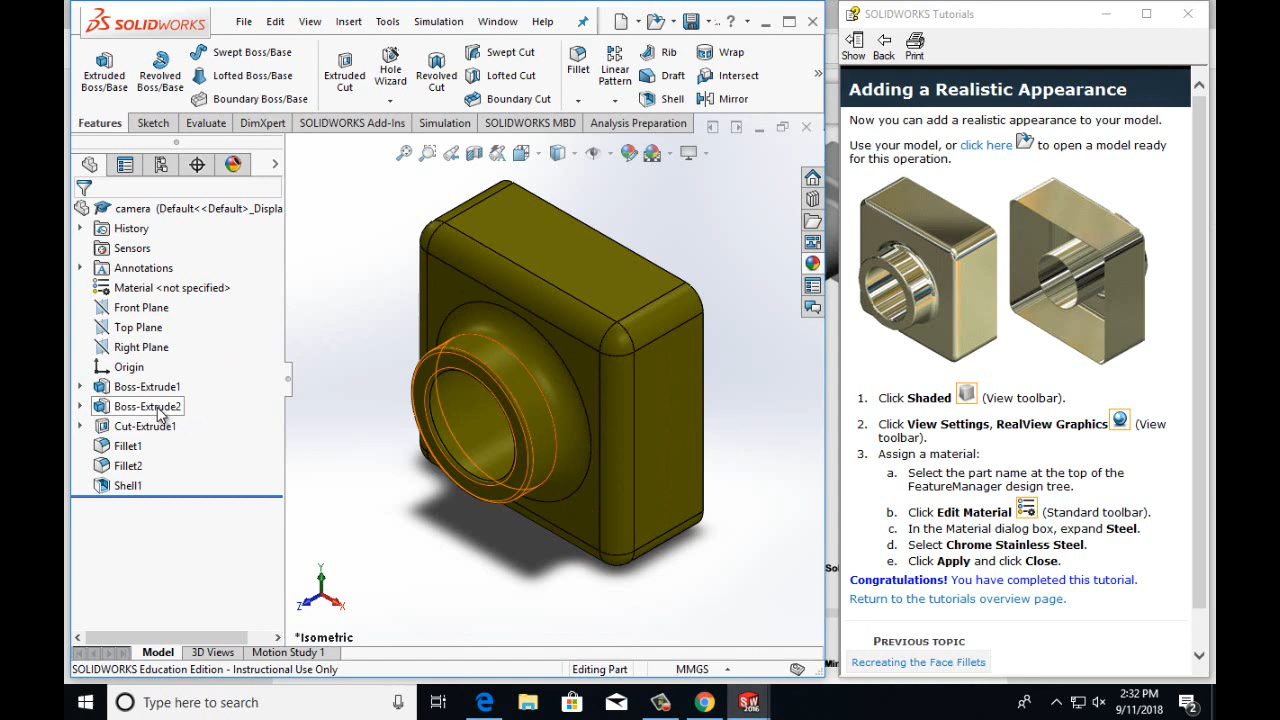 SOLIDWORKS File Edit View Insert Tools Simulation Window Help
Extruded Boss/Base
Revolved Boss/Base
Swept Boss/Base
Lofted Boss/Base
Boundary Boss/Base
Extruded Cut
Hole Wizard
Revolved Cut
Swept Cut
Lofted Cut
Boundary Cut
Fillet
Linear Pattern
Rib
Draft
Shell
Wrap
Intersect
Mirror
Features Sketch Evaluate DimXpert SOLIDWORKS Add-Ins Simulation SOLIDWORKS MBD Analysis Preparation
camera (Default<<Default>_Displa
History
Sensors
Annotations
Material <not specified>
Front Plane
Top Plane
Right Plane
Origin
Boss-Extrude1
Boss-Extrude2
Cut-Extrude1
Fillet1
Fillet2
Shell1
Y
Z
X
*Isometric
Model 3D Views Motion Study 1
SOLIDWORKS Education Edition - Instructional Use Only Editing Part MMGS
SOLIDWORKS Tutorials
Show Back Print
Adding a Realistic Appearance
Now you can add a realistic appearance to your model.
Use your model, or click here to open a model ready
for this operation.
1. Click Shaded (View toolbar).
2. Click View Settings, RealView Graphics (View
toolbar).
3. Assign a material:
a. Select the part name at the top of the
FeatureManager design tree.
b. Click Edit Material (Standard toolbar).
c. In the Material dialog box, expand Steel.
d. Select Chrome Stainless Steel.
e. Click Apply and click Close.
Congratulations! You have completed this tutorial.
Return to the tutorials overview page.
PREVIOUS TOPIC
Recreating the Face Fillets
Type here to search
SW
2016
2:32 PM
9/11/2018
2